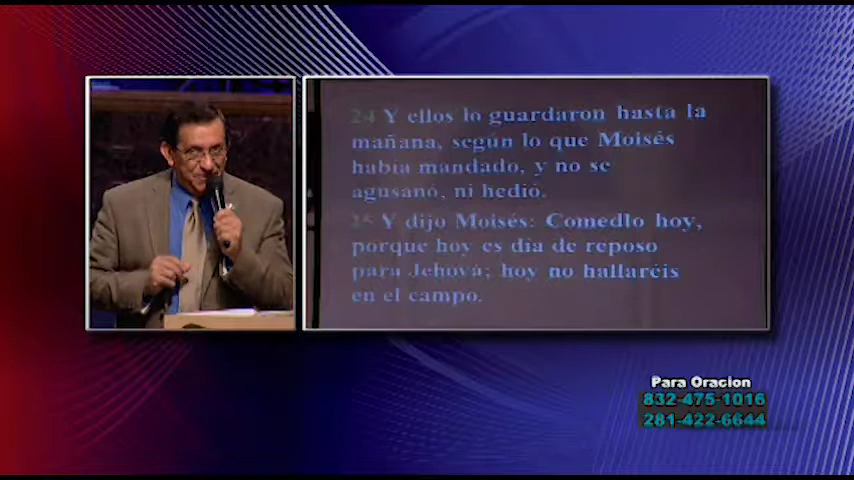 24 Y ellos lo guardaron hasta la
mañana, según lo que Moisés
había mandado, y no se
agusanó, ni hedió.
25 Y dijo Moisés: Comedlo hoy,
porque hoy es día de reposo
para Jehová; hoy no hallaréis
en el campo.
Para Oracion
832-475-1016
281-422-6644